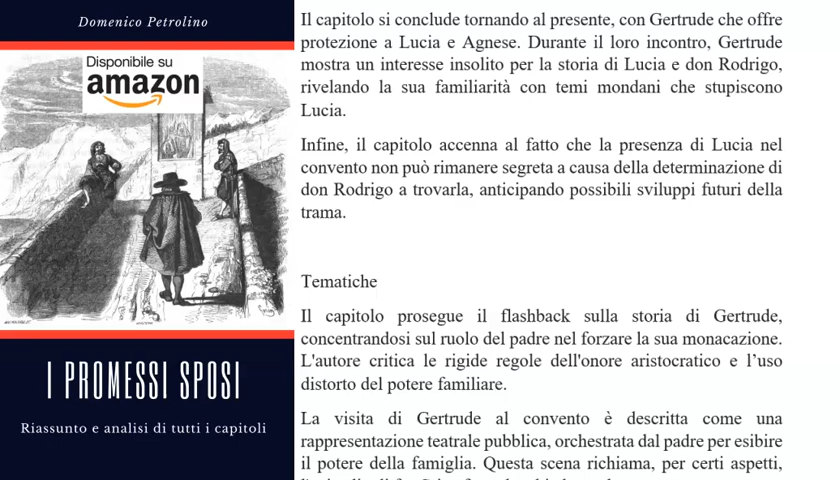 Domenico Petrolino
Disponibile su
amazon
I PROMESSI SPOSI
Riassunto e analisi di tutti i capitoli
Il capitolo si conclude tornando al presente, con Gertrude che offre
protezione a Lucia e Agnese. Durante il loro incontro, Gertrude
mostra un interesse insolito per la storia di Lucia e don Rodrigo,
rivelando la sua familiarità con temi mondani che stupiscono
Lucia.
Infine, il capitolo accenna al fatto che la presenza di Lucia nel
convento non può rimanere segreta a causa della determinazione di
don Rodrigo a trovarla, anticipando possibili sviluppi futuri della
trama.
Tematiche
Il capitolo prosegue il flashback sulla storia di Gertrude,
concentrandosi sul ruolo del padre nel forzare la sua monacazione.
L'autore critica le rigide regole dell'onore aristocratico e l’uso
distorto del potere familiare.
La visita di Gertrude al convento è descritta come una
rappresentazione teatrale pubblica, orchestrata dal padre per esibire
il potere della famiglia. Questa scena richiama, per certi aspetti,